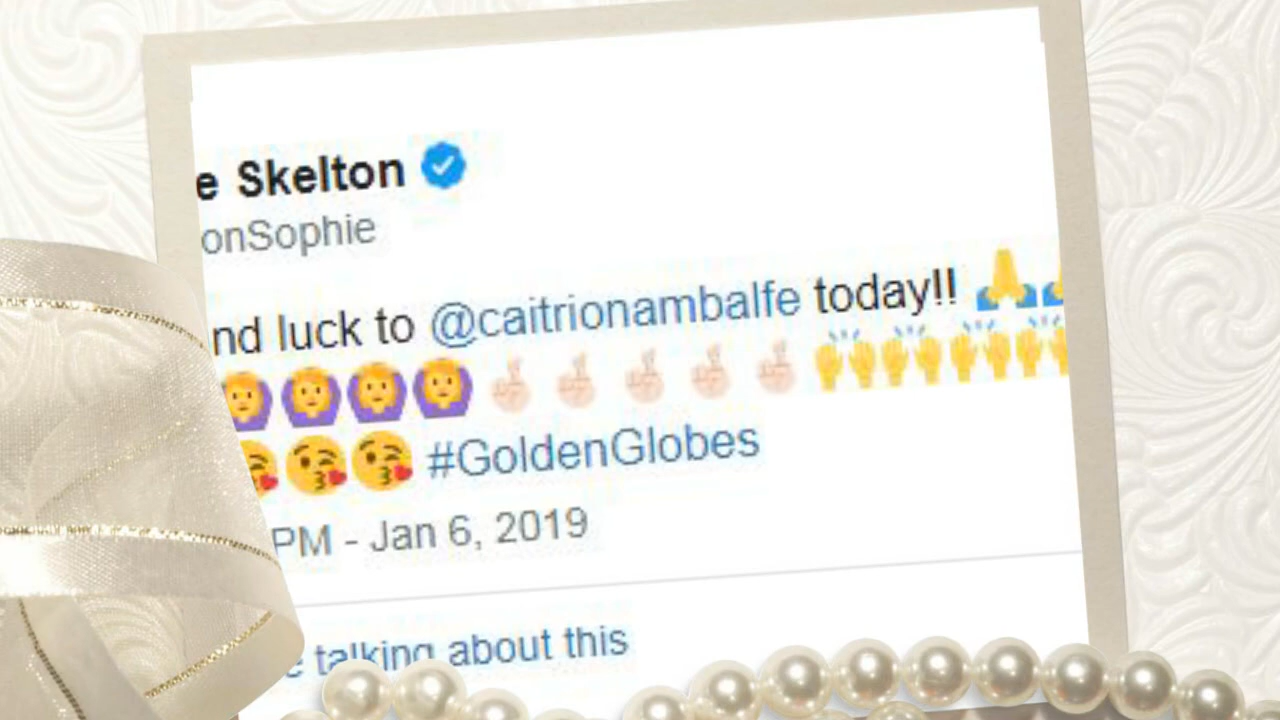 e Skelton
onSophie
nd luck to @caitrionambalfe today!! 🙏
🙆🙆🙆🙆🤞🏻🤞🏻🤞🏻🤞🏻🤞🏻🙌🙌🙌🙌
😘😘😘 #GoldenGlobes
PM - Jan 6, 2019
e talking about this